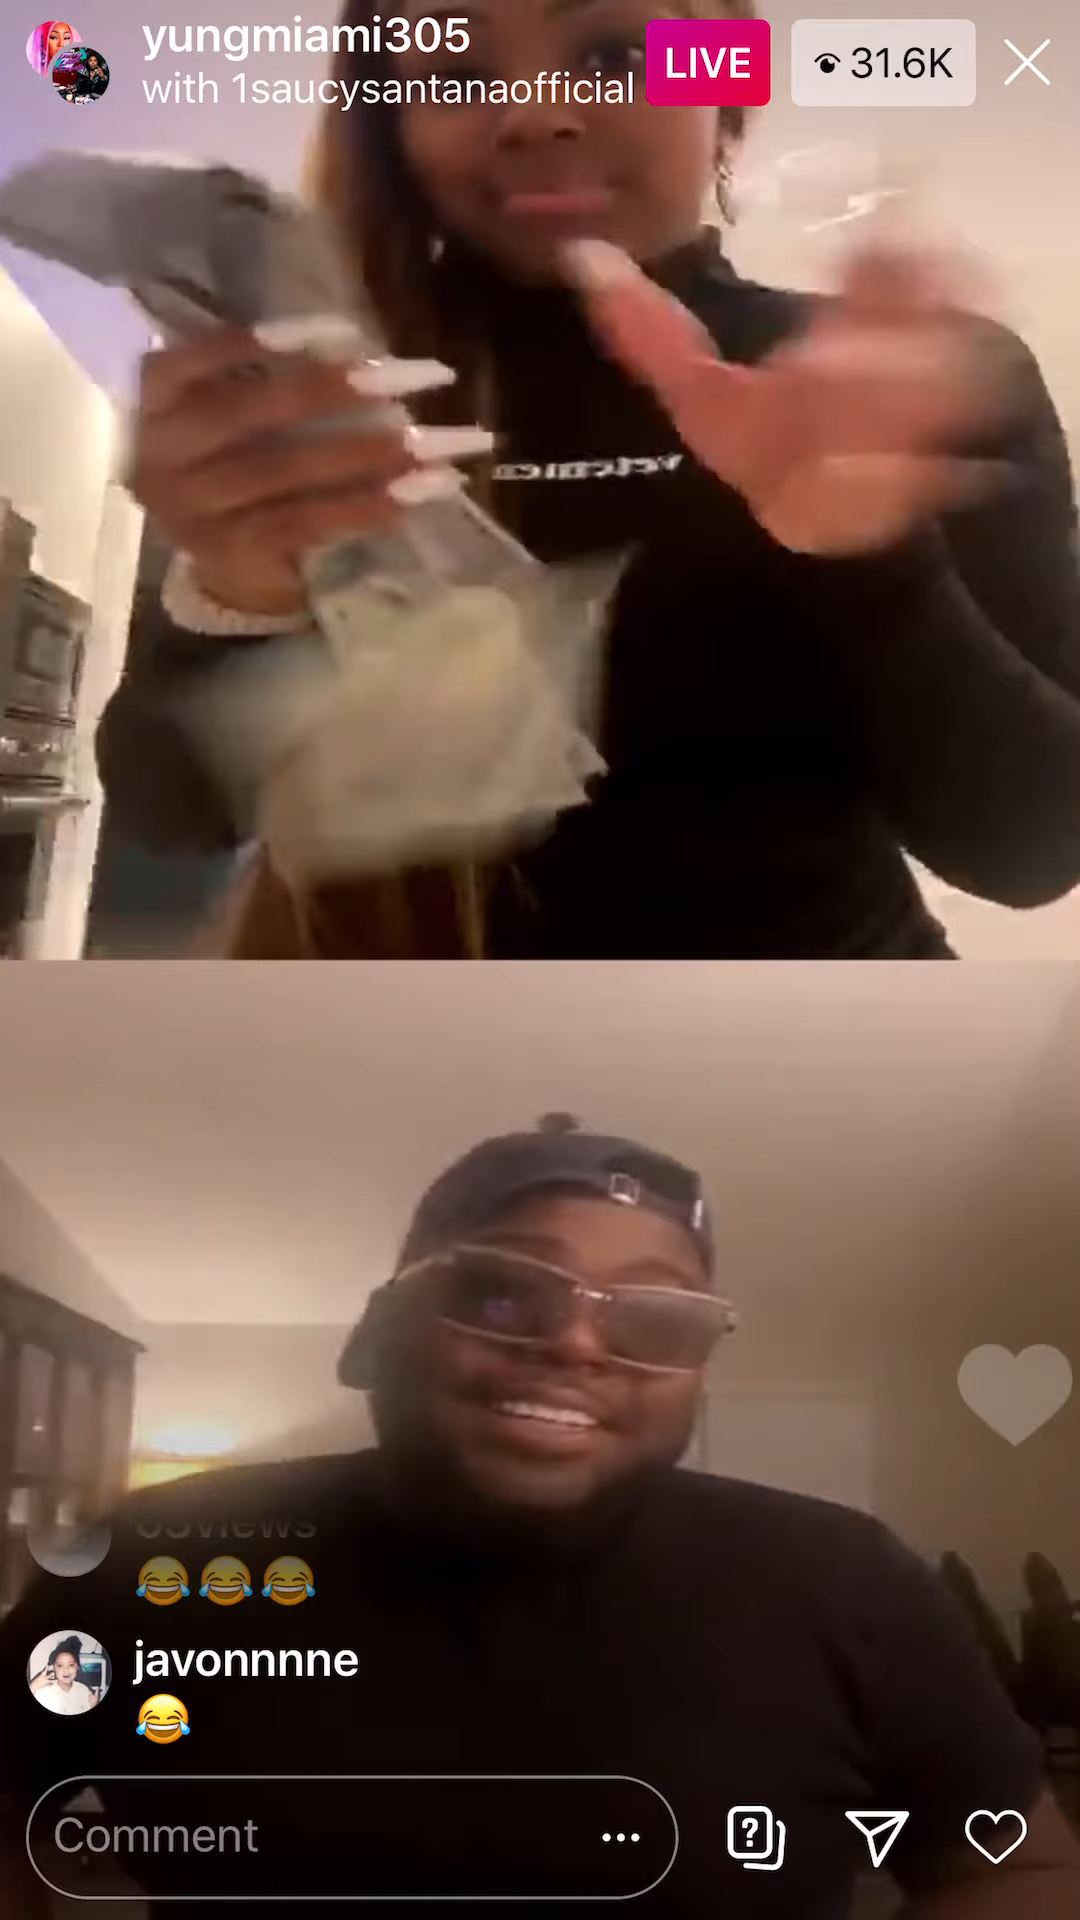 yungmiami305
with 1saucysantanaofficial
LIVE
31.6K
😂😂😂
javonnnne
😂
Comment